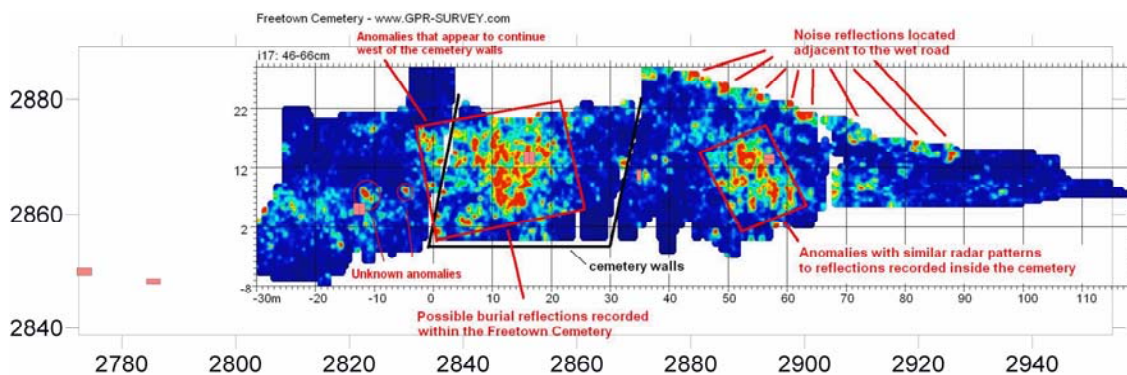 Freetown Cemetery - www.GPR-SURVEY.com
Anomalies that appear to continue
west of the cemetery walls
Noise reflections located
adjacent to the wet road
i17: 46-66cm
2880
2860
2840
22
12
2
-8
Unknown anomalies
cemetery walls
Anomalies with similar radar patterns
to reflections recorded inside the cemetery
-30m -20 -10 0 10 20 30 40 50 60 70 80 90 100 110
Possible burial reflections recorded
within the Freetown Cemetery
2780 2800 2820 2840 2860 2880 2900 2920 2940